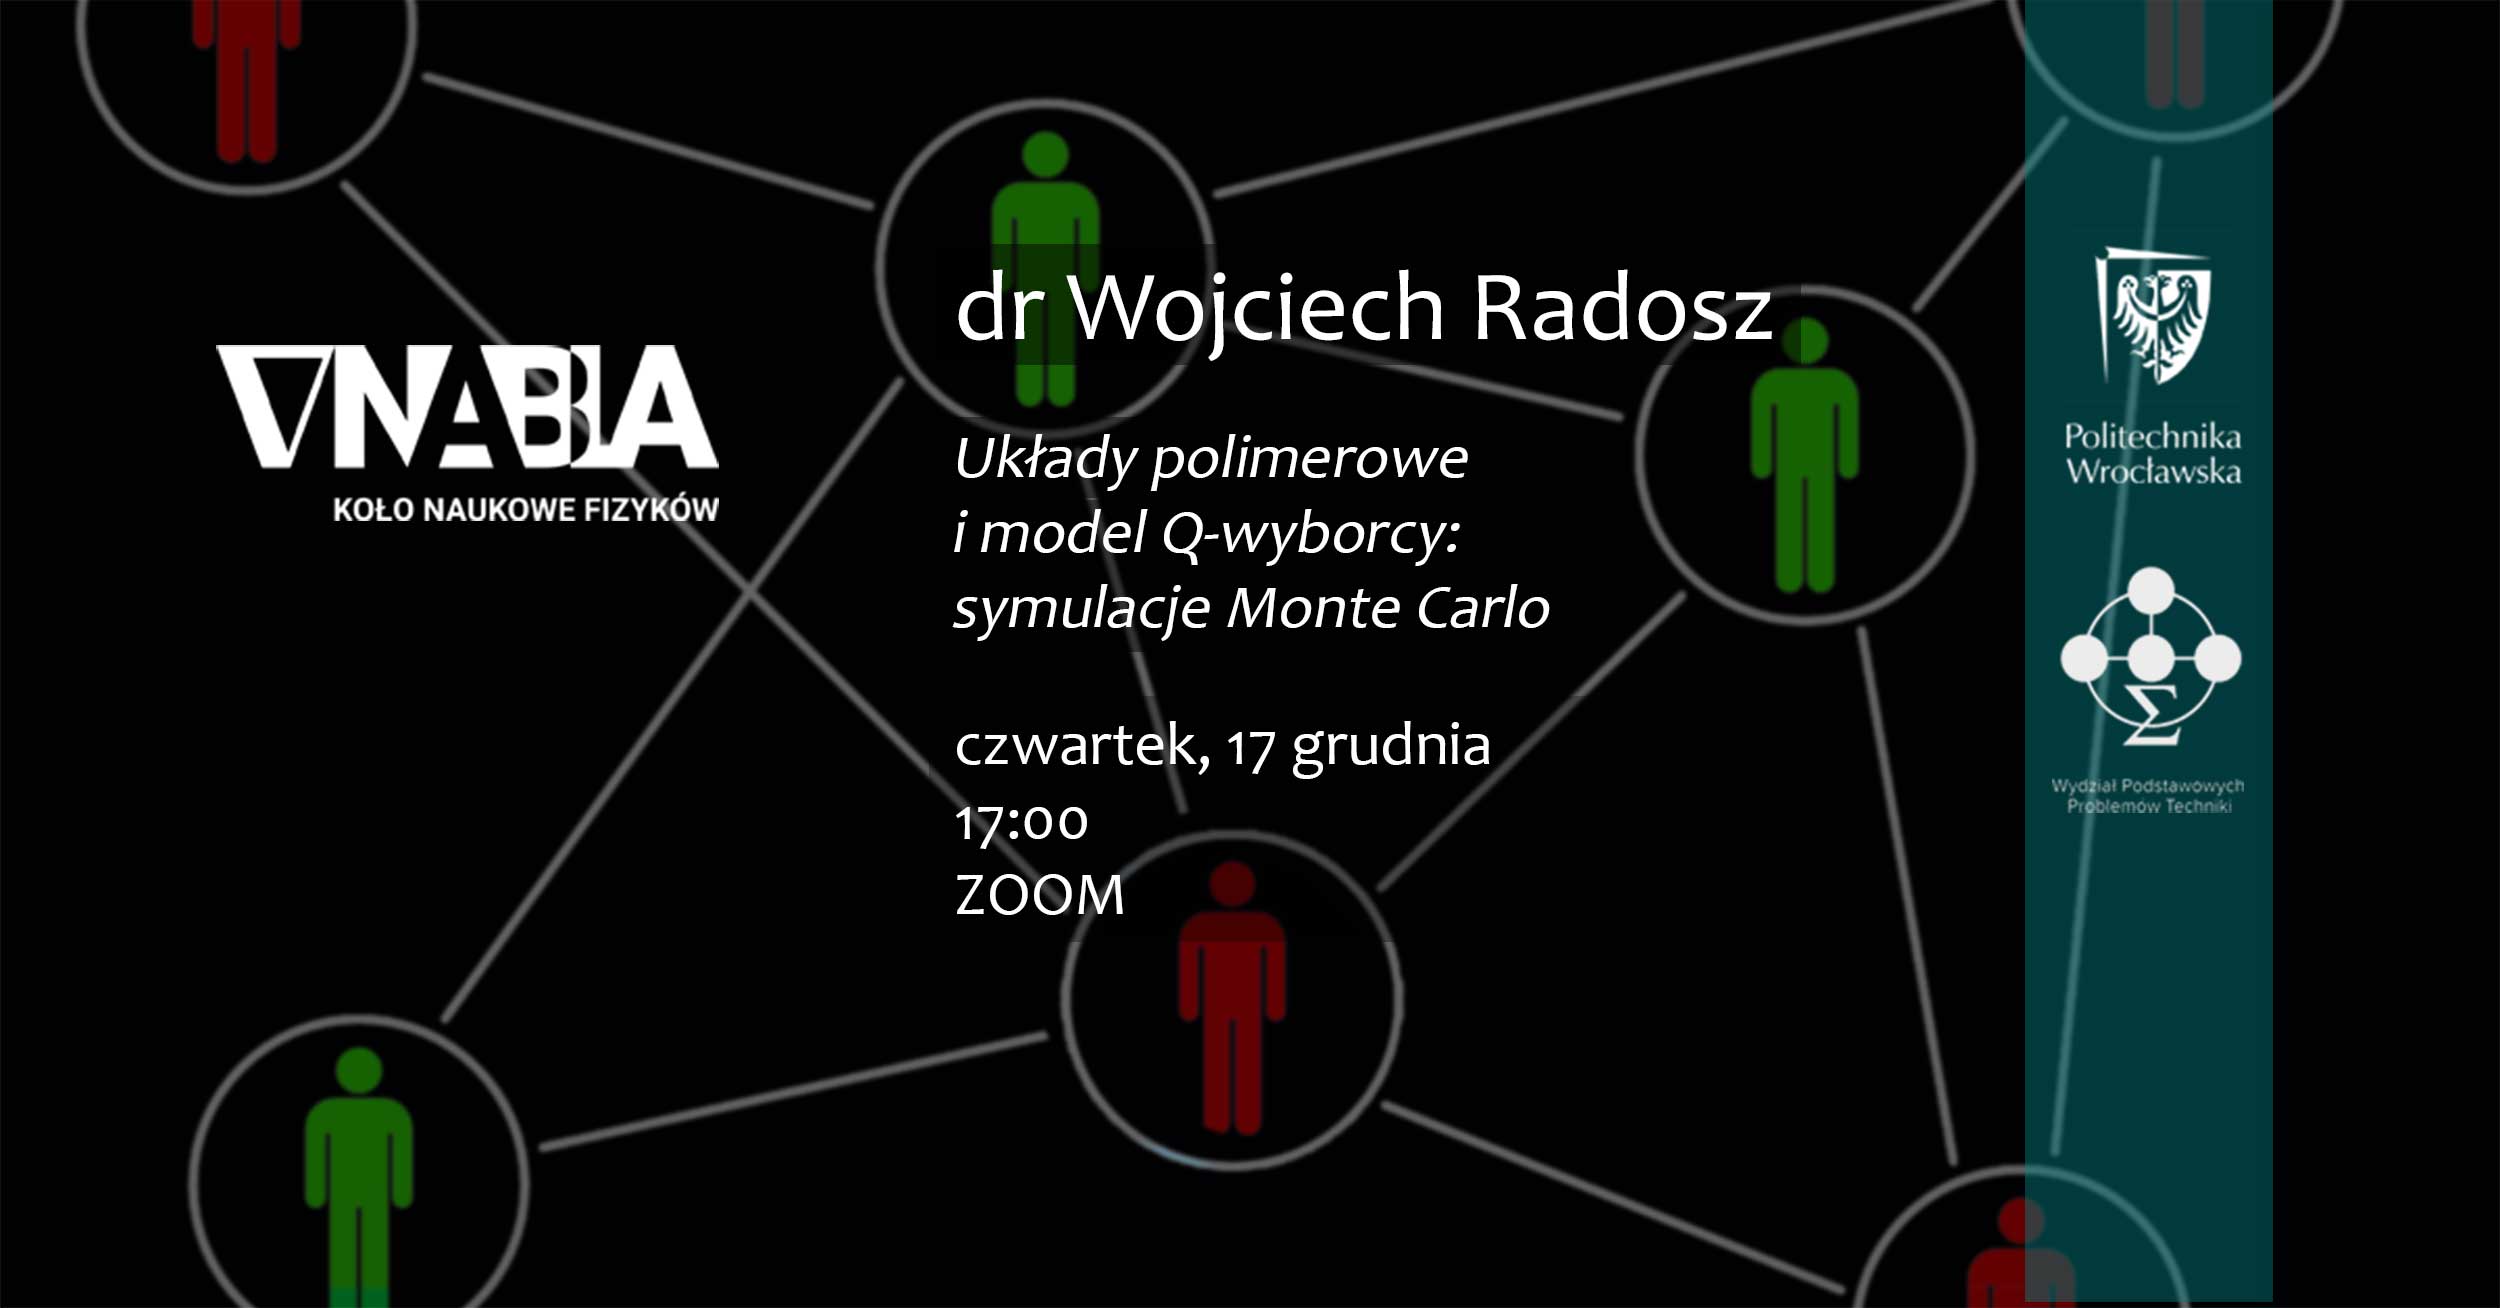 NABLA
KOŁO NAUKOWE FIZYKÓW
dr Wojciech Radosz
Układy polimerowe
i model Q-wyborcy:
symulacje Monte Carlo
czwartek, 17 grudnia
17:00
ZOOM
Politechnika
Wrocławska
Σ
Wydział Podstawowych
Problemów Techniki